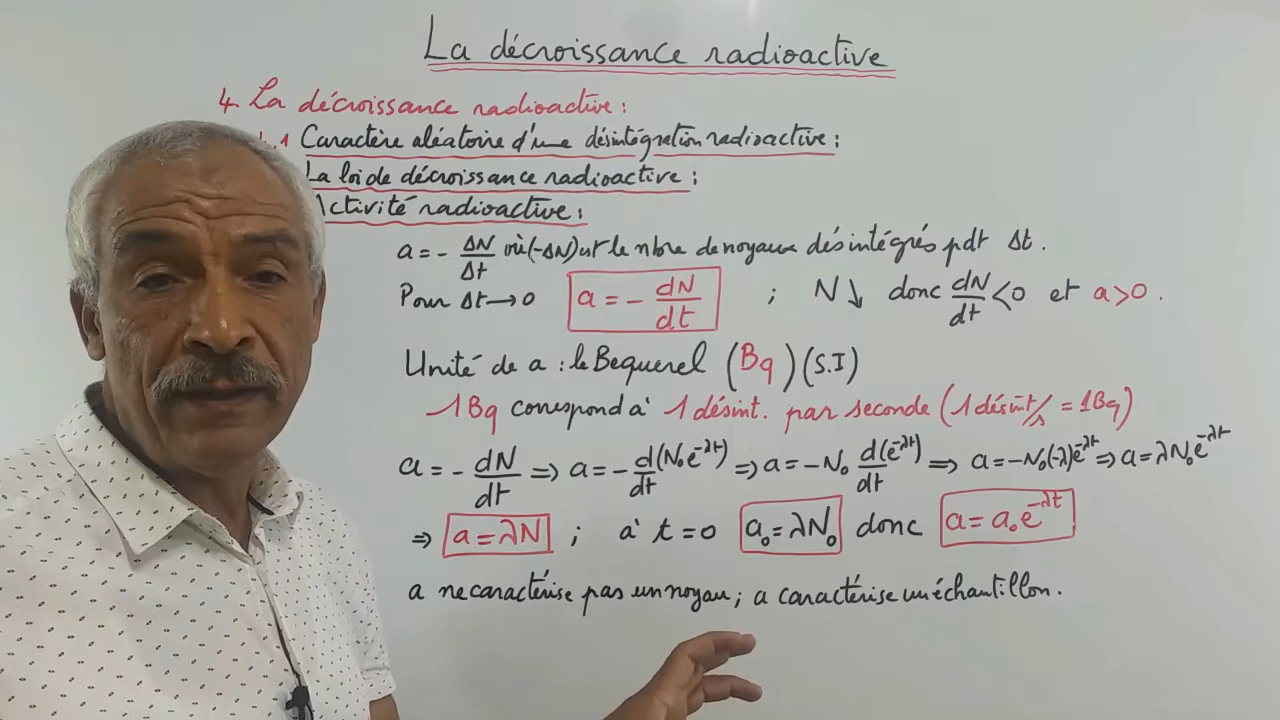 La décroissance radioactive
4. La décroissance radioactive :
.1 Caractère aléatoire d'une désintégration radioactive :
La loi de décroissance radioactive :
Activité radioactive :
a = - ΔN/Δt où (-ΔN) est le nbre de noyaux désintégrés pdt Δt .
Pour Δt → 0 a = - dN/dt ; N ↓ donc dN/dt < 0 et a > 0 .
Unité de a : le Bequerel (Bq) (S.I)
1Bq correspond à 1 désint. par seconde (1 désint/s = 1Bq)
a = - dN/dt ⇒ a = - d(N₀e^-λt)/dt ⇒ a = - N₀ d(e^-λt)/dt ⇒ a = -N₀(-λ)e^-λt ⇒ a = λN₀e^-λt
⇒ a = λN ; à t = 0 a₀ = λN₀ donc a = a₀e^-λt
a ne caractérise pas un noyau ; a caractérise un échantillon.